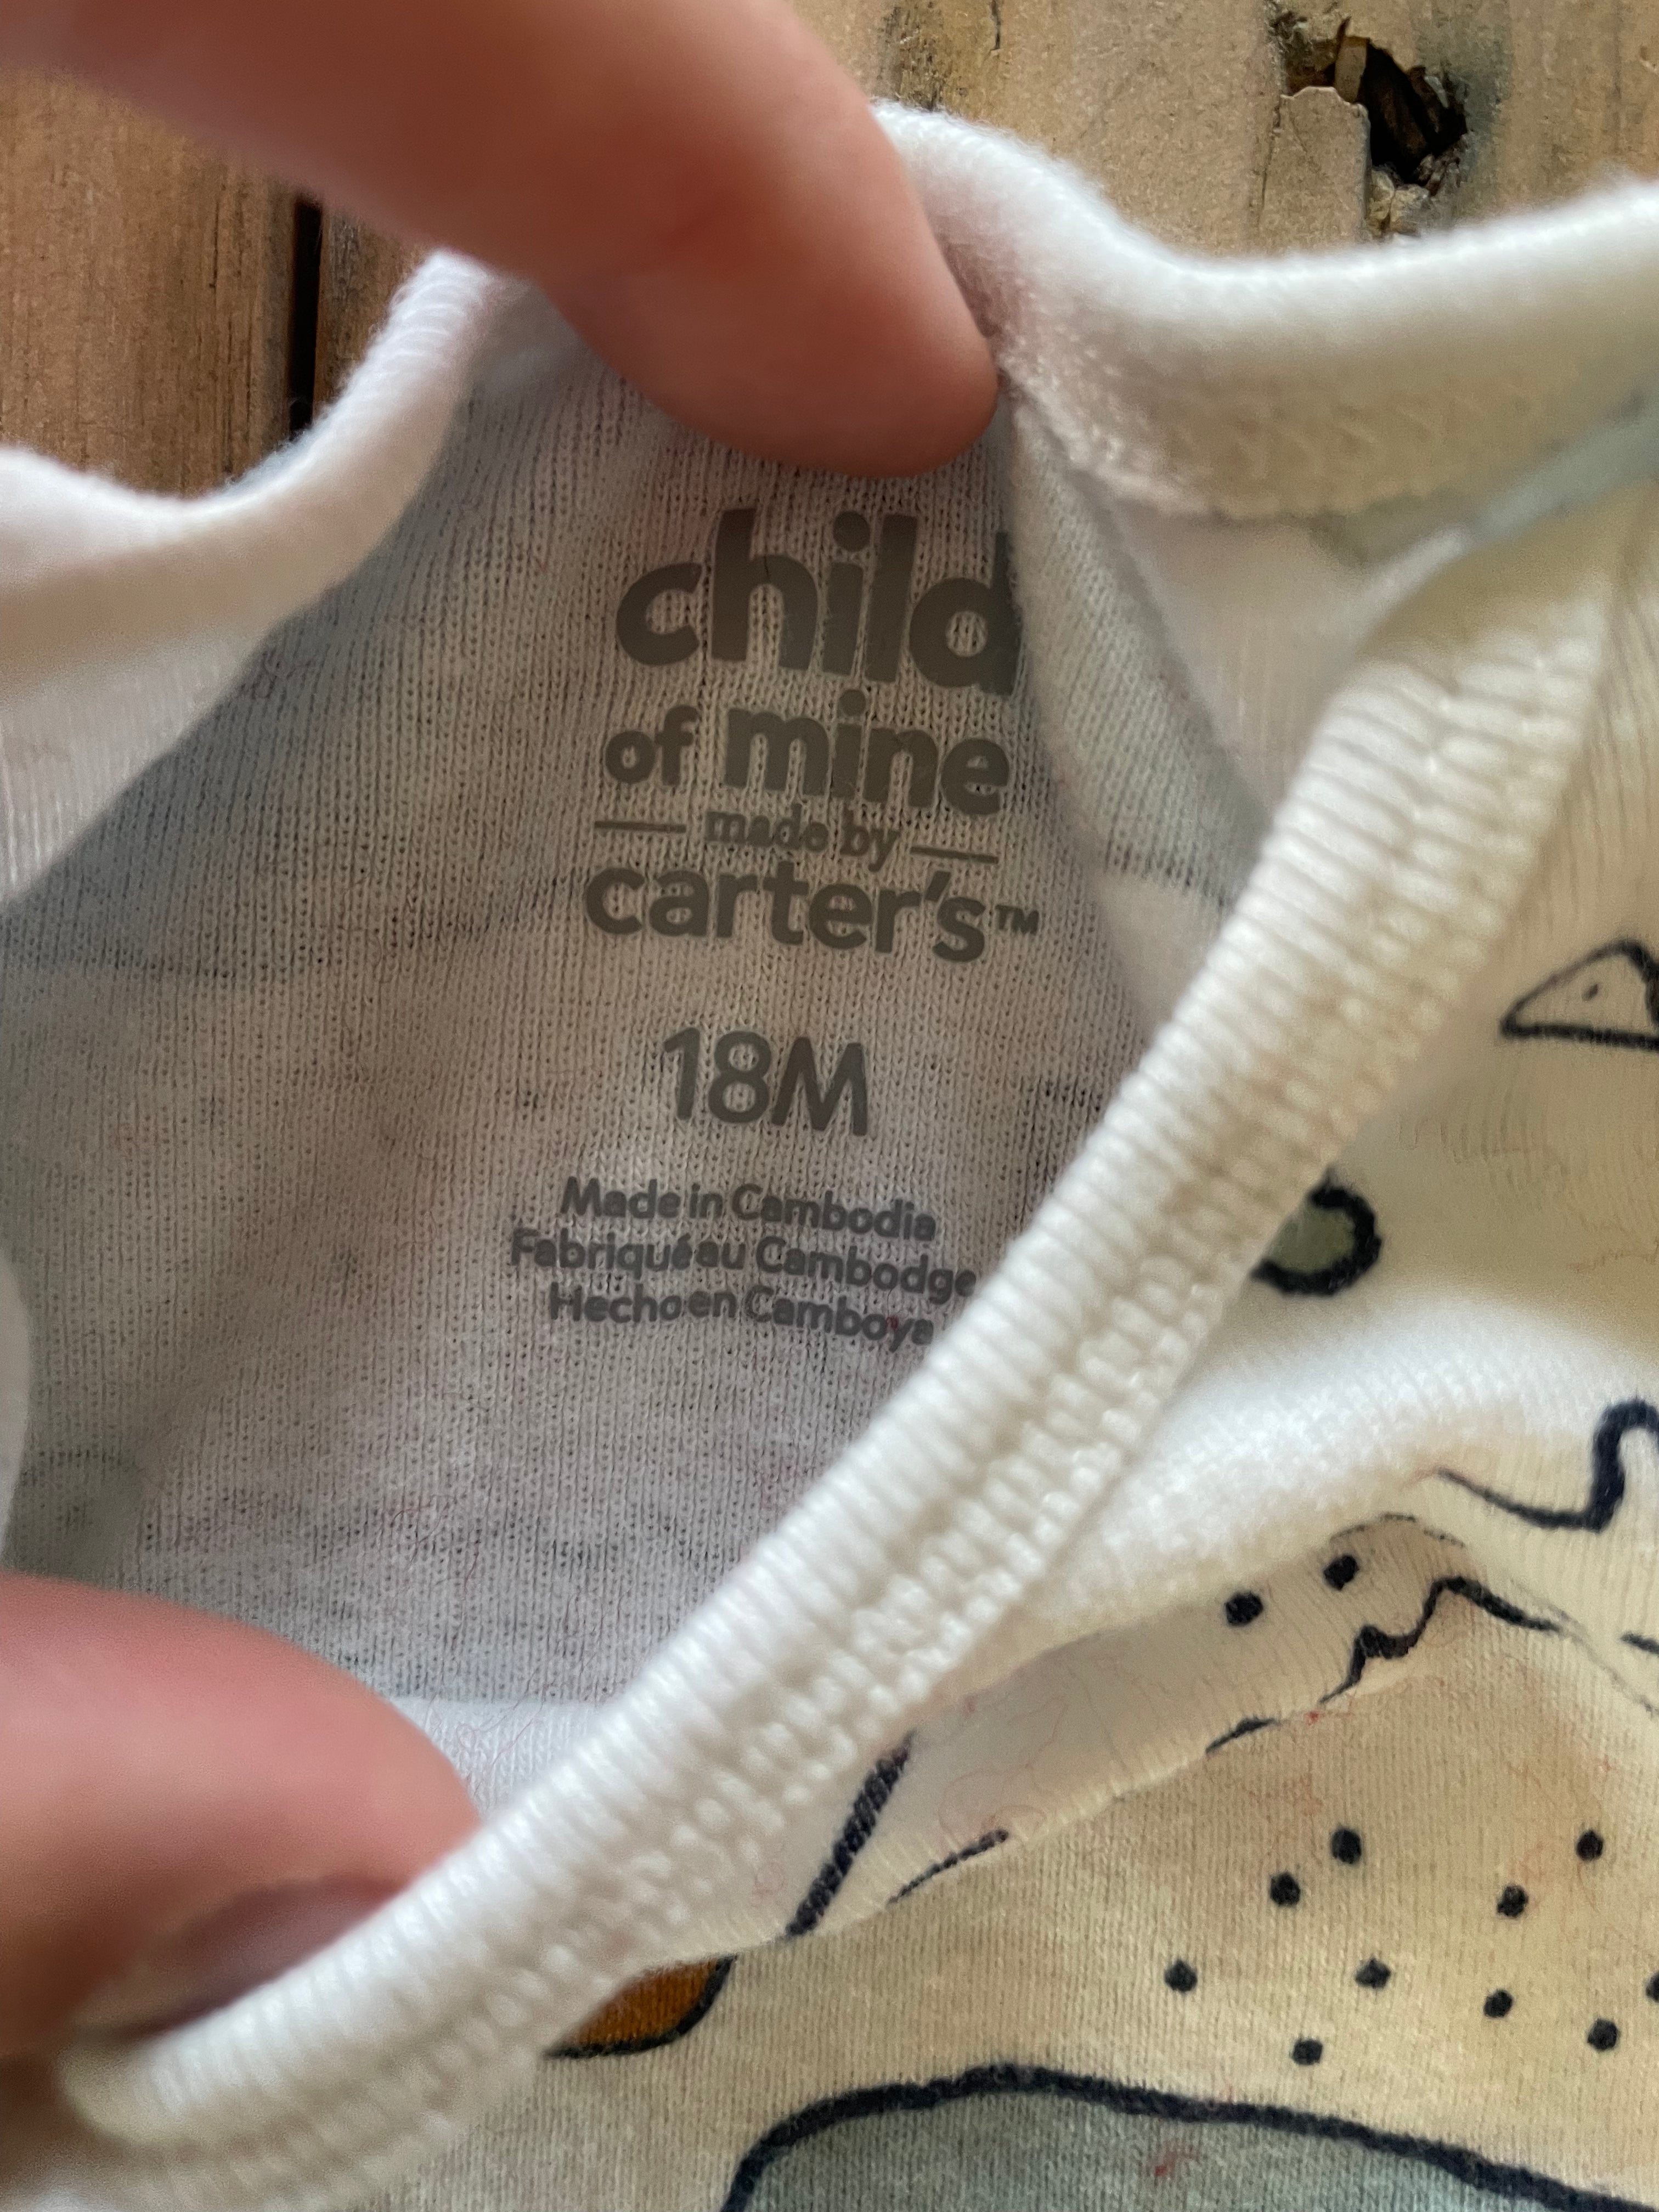 child
of mine
made by
carter's™
18M
Made in Cambodia
Fabriqué au Cambodge
Hecho en Camboya